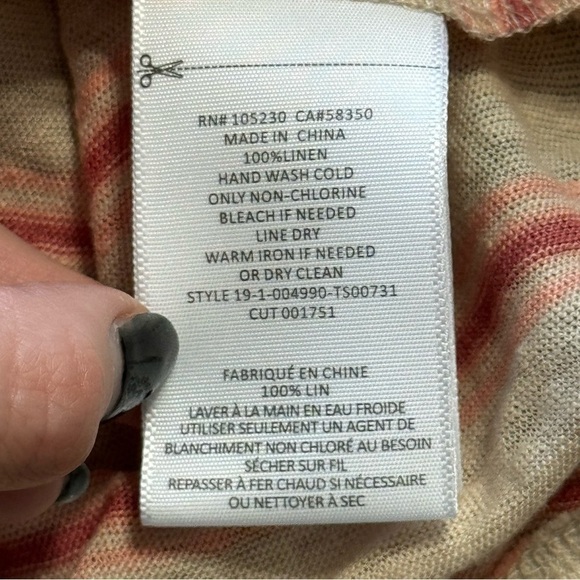 RN# 105230 CA#58350
MADE IN CHINA
100%LINEN
HAND WASH COLD
ONLY NON-CHLORINE
BLEACH IF NEEDED
LINE DRY
WARM IRON IF NEEDED
OR DRY CLEAN
STYLE 19-1-004990-TS00731
CUT 001751
FABRIQUÉ EN CHINE
100% LIN
LAVER À LA MAIN EN EAU FROIDE
UTILISER SEULEMENT UN AGENT DE
BLANCHIMENT NON CHLORÉ AU BESOIN
SÉCHER SUR FIL
REPASSER À FER CHAUD SI NÉCESSAIRE
OU NETTOYER À SEC